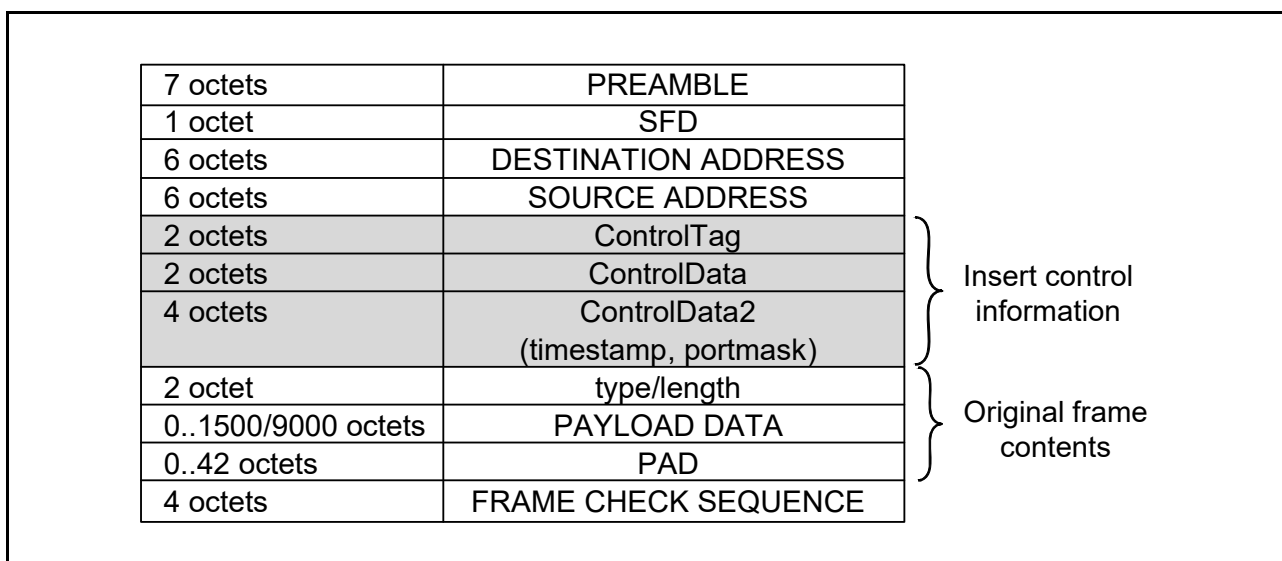 7 octets PREAMBLE
1 octet SFD
6 octets DESTINATION ADDRESS
6 octets SOURCE ADDRESS
2 octets ControlTag
2 octets ControlData
4 octets ControlData2
(timestamp, portmask)
Insert control
information
2 octet type/length
0..1500/9000 octets PAYLOAD DATA
0..42 octets PAD
Original frame
contents
4 octets FRAME CHECK SEQUENCE